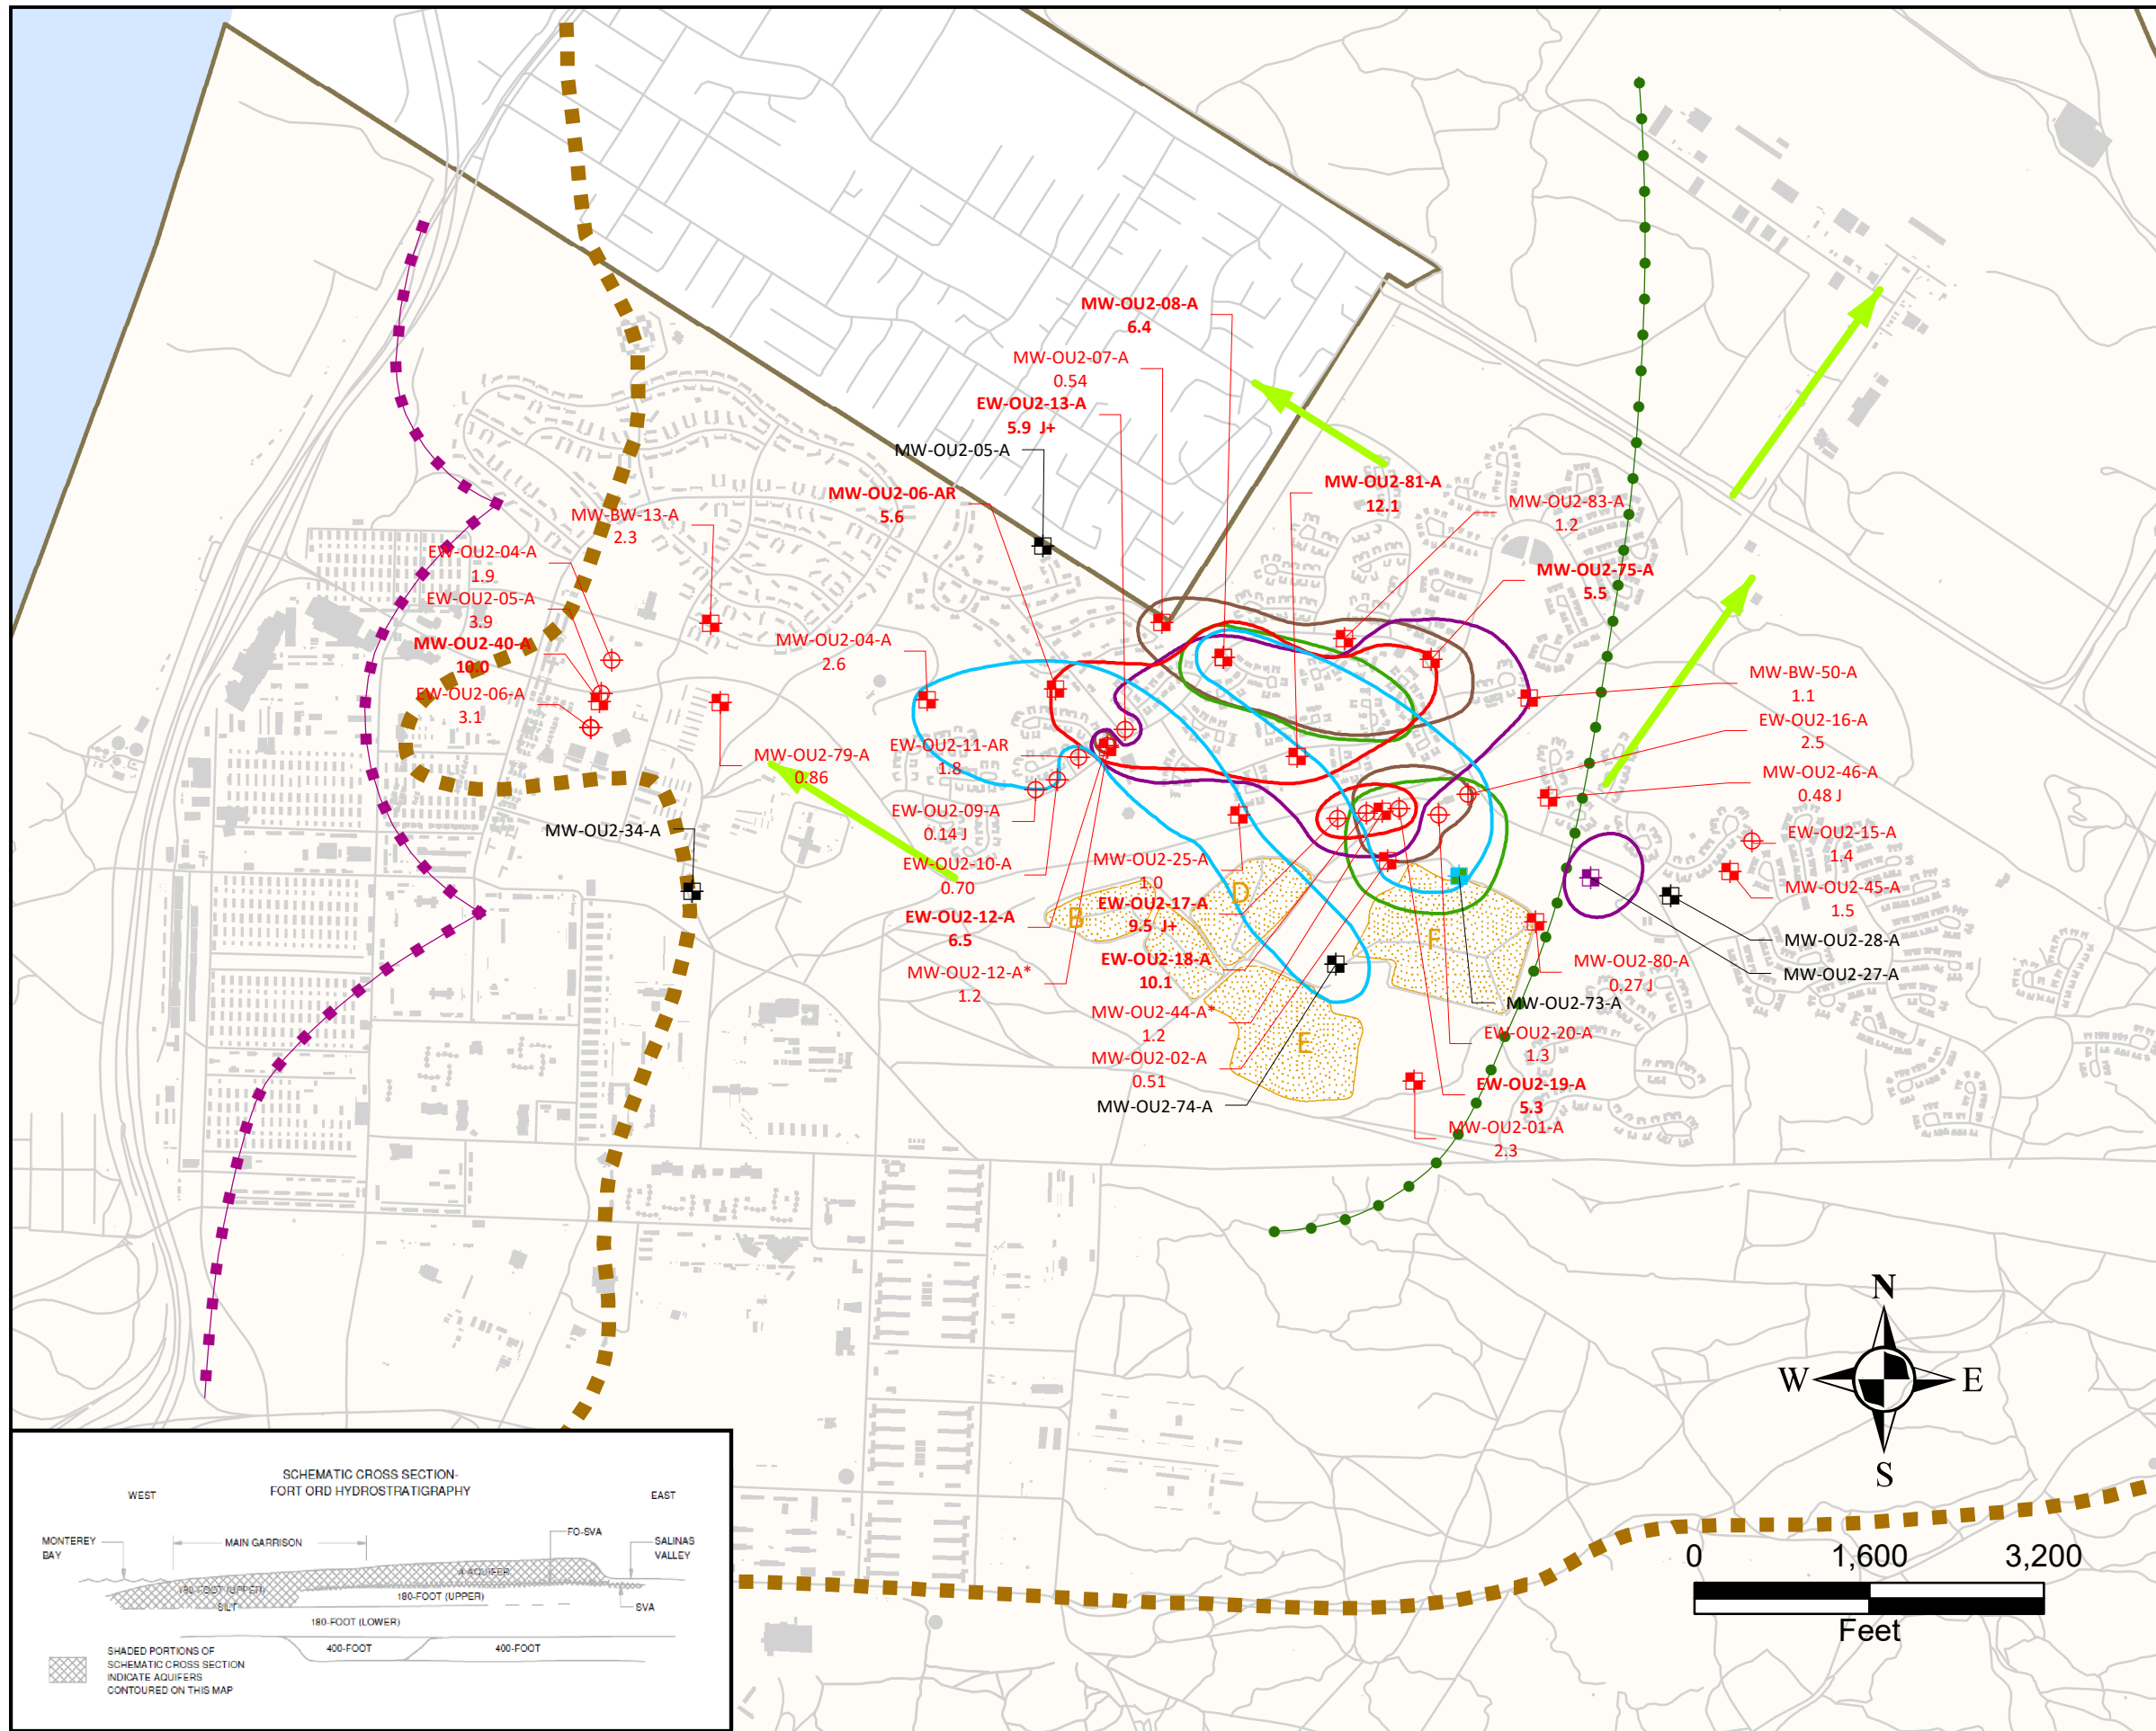 MW-OU2-08-A
6.4
MW-OU2-07-A
0.54
EW-OU2-13-A
5.9 J+
MW-OU2-05-A
MW-OU2-81-A
12.1
MW-OU2-06-AR
5.6
MW-OU2-83-A
1.2
MW-BW-13-A
2.3
EW-OU2-04-A
1.9
MW-OU2-75-A
5.5
EW-OU2-05-A
3.9
MW-OU2-40-A
10.0
MW-OU2-04-A
2.6
EW-OU2-06-A
3.1
MW-BW-50-A
1.1
EW-OU2-16-A
2.5
EW-OU2-11-AR
1.8
MW-OU2-79-A
0.86
MW-OU2-46-A
0.48 J
EW-OU2-09-A
0.14 J
MW-OU2-34-A
EW-OU2-15-A
1.4
EW-OU2-10-A
0.70
MW-OU2-25-A
1.0
MW-OU2-45-A
1.5
D
B
EW-OU2-17-A
9.5 J+
EW-OU2-12-A
6.5
F
MW-OU2-28-A
EW-OU2-18-A
10.1
MW-OU2-80-A
0.27 J
MW-OU2-27-A
MW-OU2-12-A*
1.2
MW-OU2-73-A
MW-OU2-44-A*
1.2
EW-OU2-20-A
1.3
E
MW-OU2-02-A
0.51
EW-OU2-19-A
5.3
MW-OU2-74-A
MW-OU2-01-A
2.3
N
W E
S
0 1,600 3,200
Feet
SCHEMATIC CROSS SECTION-
FORT ORD HYDROSTRATIGRAPHY
WEST
EAST
MONTEREY
BAY
MAIN GARRISON
FO-SVA
SALINAS
VALLEY
A-AQUIFER
180-FOOT (UPPER)
180-FOOT (UPPER)
SILT
SVA
180-FOOT (LOWER)
400-FOOT
400-FOOT
SHADED PORTIONS OF
SCHEMATIC CROSS SECTION
INDICATE AQUIFERS
CONTOURED ON THIS MAP